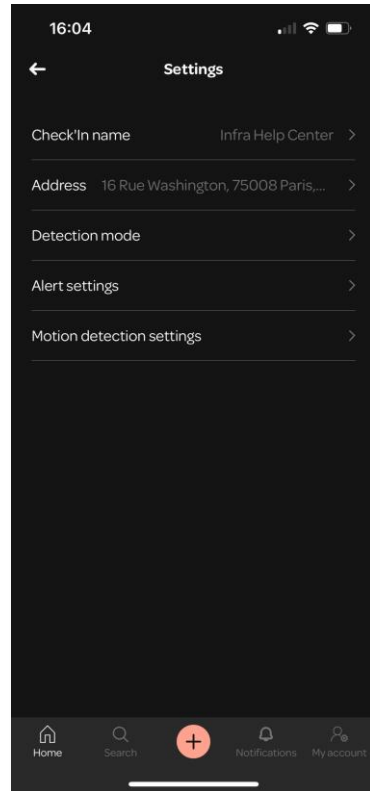 16:04
Settings
Check'In name Infra Help Center
Address 16 Rue Washington, 75008 Paris,...
Detection mode
Alert settings
Motion detection settings
Home Search Notifications My account